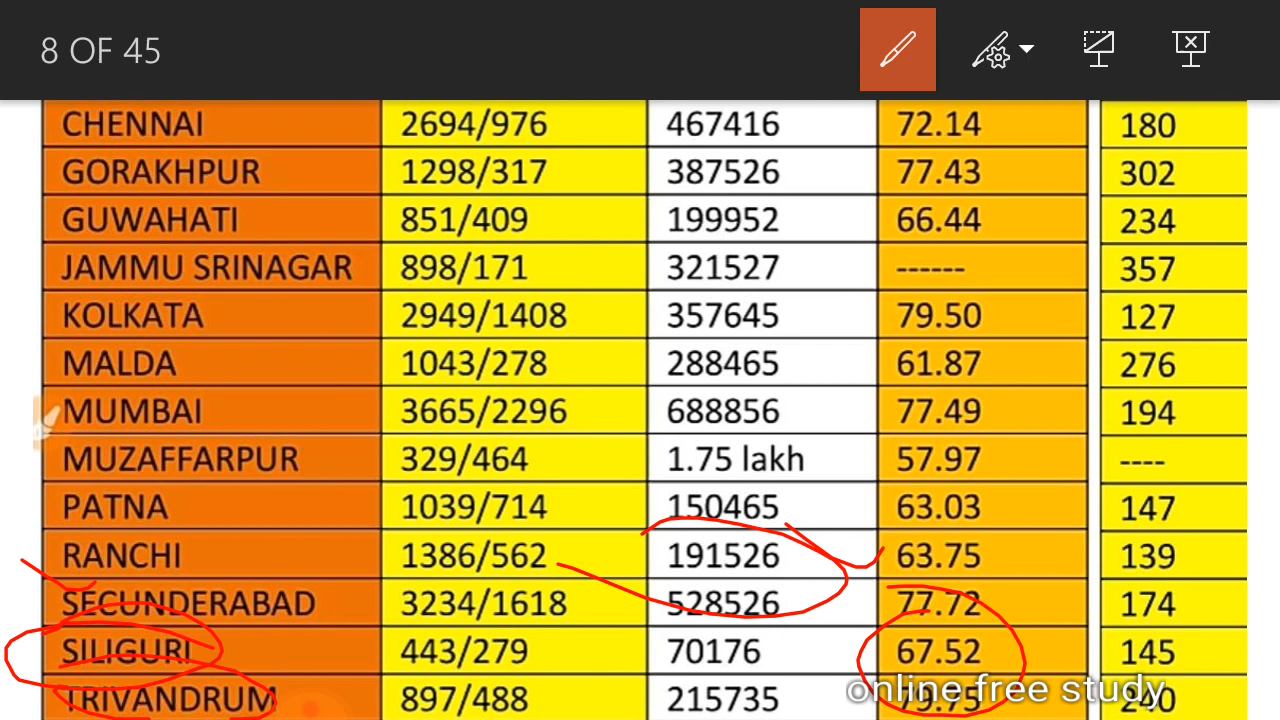 8 OF 45
CHENNAI 2694/976 467416 72.14 180
GORAKHPUR 1298/317 387526 77.43 302
GUWAHATI 851/409 199952 66.44 234
JAMMU SRINAGAR 898/171 321527 ------ 357
KOLKATA 2949/1408 357645 79.50 127
MALDA 1043/278 288465 61.87 276
MUMBAI 3665/2296 688856 77.49 194
MUZAFFARPUR 329/464 1.75 lakh 57.97 ----
PATNA 1039/714 150465 63.03 147
RANCHI 1386/562 191526 63.75 139
SECUNDERABAD 3234/1618 528526 77.72 174
SILIGURI 443/279 70176 67.52 145
TRIVANDRUM 897/488 215735 79.75 240
online free study